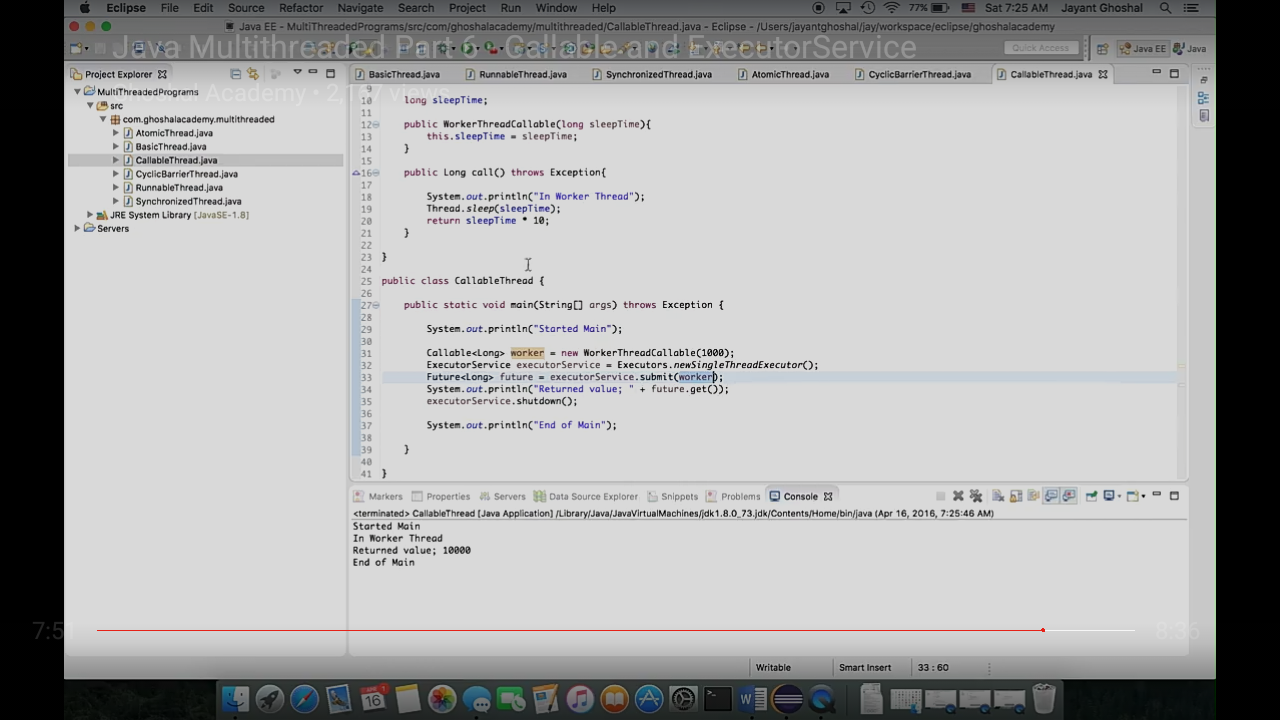 Eclipse File Edit Source Refactor Navigate Search Project Run Window Help 77% Sat 7:25 AM Jayant Ghoshal
Java EE - MultiThreadedPrograms/src/com/ghoshalacademy/multithreaded/CallableThread.java - Eclipse - /Users/jayantghoshal/jay/workspace/eclipse/ghoshalacademy
Java Multithreaded Part 6 - Callable and ExecutorService
Quick Access Java EE Java
Project Explorer
BasicThread.java RunnableThread.java SynchronizedThread.java AtomicThread.java CyclicBarrierThread.java CallableThread.java
Ghoshal Academy • 2,167 views
MultiThreadedPrograms
src
com.ghoshalacademy.multithreaded
AtomicThread.java
BasicThread.java
CallableThread.java
CyclicBarrierThread.java
RunnableThread.java
SynchronizedThread.java
JRE System Library [JavaSE-1.8]
Servers
9
10 long sleepTime;
11
12 public WorkerThreadCallable(long sleepTime){
13 this.sleepTime = sleepTime;
14 }
15
16 public Long call() throws Exception{
17
18 System.out.println("In Worker Thread");
19 Thread.sleep(sleepTime);
20 return sleepTime * 10;
21 }
22
23 }
24
25 public class CallableThread {
26
27 public static void main(String[] args) throws Exception {
28
29 System.out.println("Started Main");
30
31 Callable<Long> worker = new WorkerThreadCallable(1000);
32 ExecutorService executorService = Executors.newSingleThreadExecutor();
33 Future<Long> future = executorService.submit(worker);
34 System.out.println("Returned value; " + future.get());
35 executorService.shutdown();
36
37 System.out.println("End of Main");
38
39 }
40
41 }
Markers Properties Servers Data Source Explorer Snippets Problems Console
<terminated> CallableThread [Java Application] /Library/Java/JavaVirtualMachines/jdk1.8.0_73.jdk/Contents/Home/bin/java (Apr 16, 2016, 7:25:46 AM)
Started Main
In Worker Thread
Returned value; 10000
End of Main
8:36
Writable Smart Insert 33 : 60
16